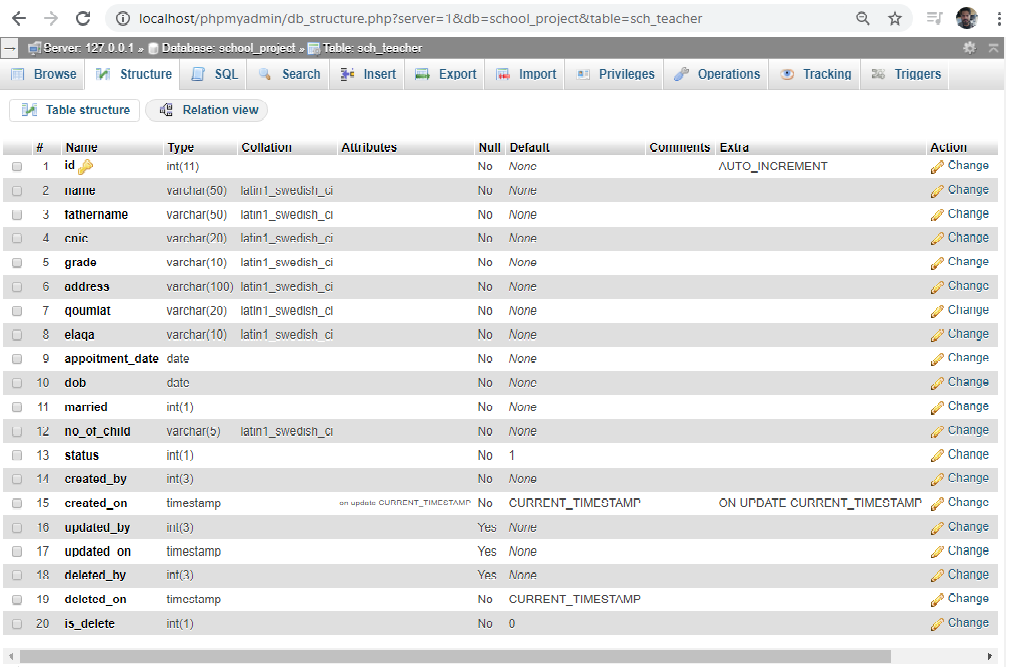 localhost/phpmyadmin/db_structure.php?server=1&db=school_project&table=sch_teacher
Server: 127.0.0.1 » Database: school_project » Table: sch_teacher
Browse Structure SQL Search Insert Export Import Privileges Operations Tracking Triggers
Table structure Relation view
# Name Type Collation Attributes Null Default Comments Extra Action
1 id int(11) No None AUTO_INCREMENT Change
2 name varchar(50) latin1_swedish_ci No None Change
3 fathername varchar(50) latin1_swedish_ci No None Change
4 cnic varchar(20) latin1_swedish_ci No None Change
5 grade varchar(10) latin1_swedish_ci No None Change
6 address varchar(100) latin1_swedish_ci No None Change
7 qoumiat varchar(20) latin1_swedish_ci No None Change
8 elaqa varchar(10) latin1_swedish_ci No None Change
9 appoitment_date date No None Change
10 dob date No None Change
11 married int(1) No None Change
12 no_of_child varchar(5) latin1_swedish_ci No None Change
13 status int(1) No 1 Change
14 created_by int(3) No None Change
15 created_on timestamp on update CURRENT_TIMESTAMP No CURRENT_TIMESTAMP ON UPDATE CURRENT_TIMESTAMP Change
16 updated_by int(3) Yes None Change
17 updated_on timestamp Yes None Change
18 deleted_by int(3) Yes None Change
19 deleted_on timestamp No CURRENT_TIMESTAMP Change
20 is_delete int(1) No 0 Change